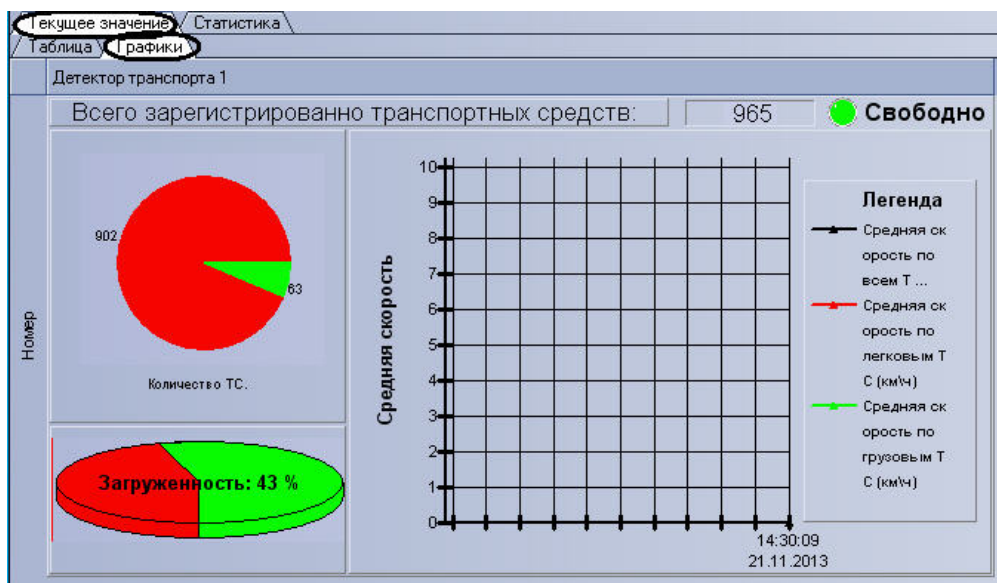 Текущее значение Статистика
Таблица Графики
Детектор транспорта 1
Всего зарегистрированно транспортных средств: 965 Свободно
Номер
902
63
Количество ТС.
Загруженность: 43 %
Средняя скорость
10
9
8
7
6
5
4
3
2
1
0
14:30:09
21.11.2013
Легенда
Средняя ск
орость по
всем Т ...
Средняя ск
орость по
легковым Т
С (км\ч)
Средняя ск
орость по
грузовым Т
С (км\ч)